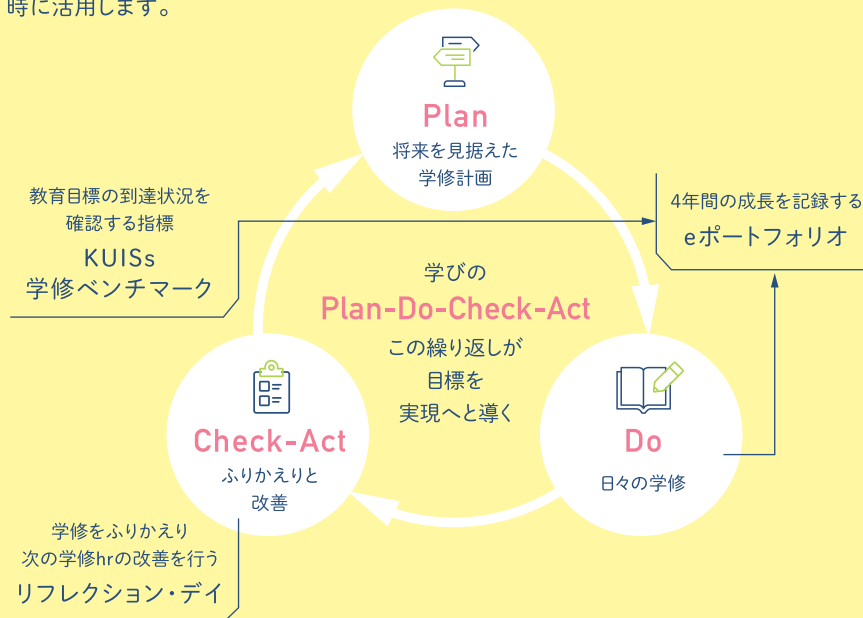 時に活用します。
Plan
将来を見据えた
学修計画
教育目標の到達状況を
確認する指標
KUISs
学修ベンチマーク
4年間の成長を記録する
eポートフォリオ
学びの
Plan-Do-Check-Act
この繰り返しが
目標を
実現へと導く
Check-Act
ふりかえりと
改善
Do
日々の学修
学修をふりかえり
次の学修hrの改善を行う
リフレクション・デイ